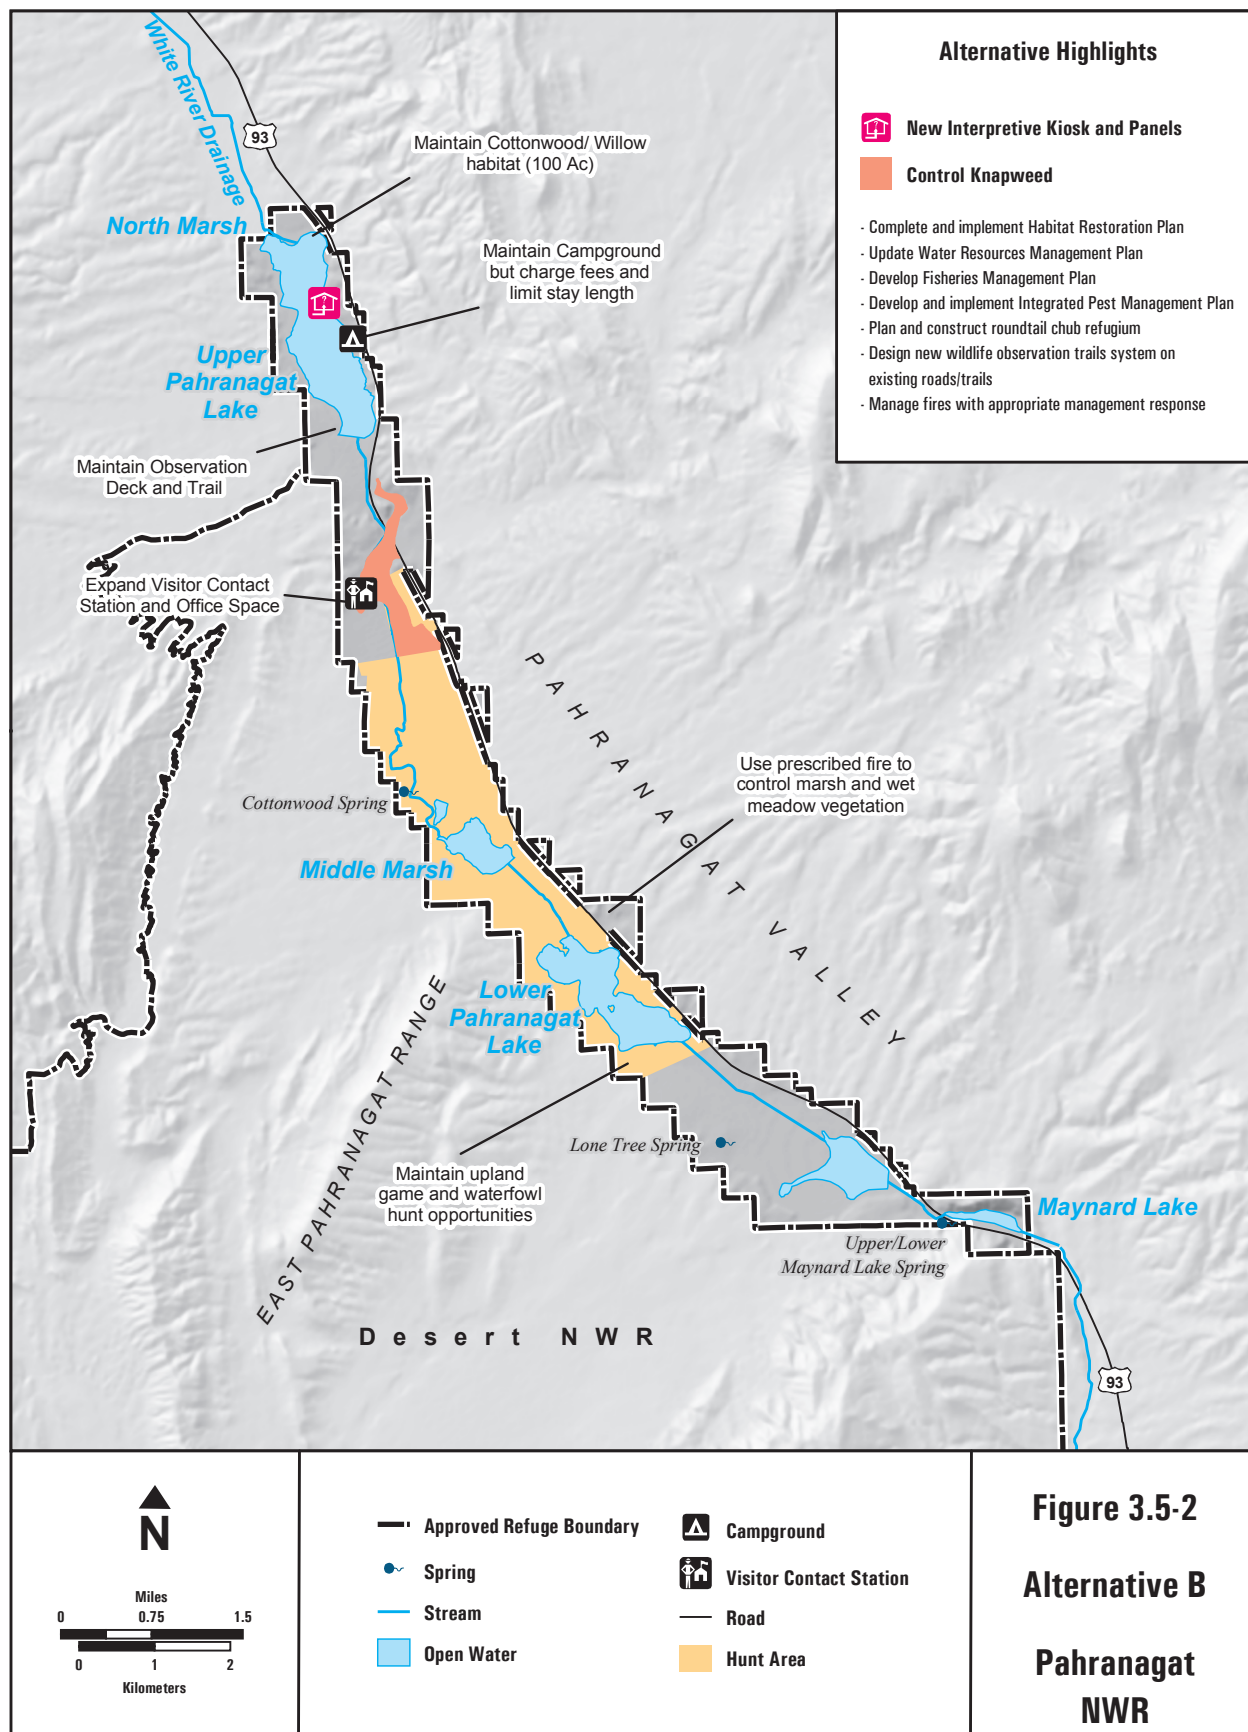 White River Drainage
93
Maintain Cottonwood/ Willow
habitat (100 Ac)
North Marsh
Maintain Campground
but charge fees and
limit stay length
Upper
Pahranagat
Lake
Maintain Observation
Deck and Trail
Expand Visitor Contact
Station and Office Space
PAHRANAGAT VALLEY
Use prescribed fire to
control marsh and wet
meadow vegetation
Cottonwood Spring
Middle Marsh
Lower
Pahranagat
Lake
EAST PAHRANAGAT RANGE
Lone Tree Spring
Maintain upland
game and waterfowl
hunt opportunities
Maynard Lake
Upper/Lower
Maynard Lake Spring
Desert NWR
93
Alternative Highlights
New Interpretive Kiosk and Panels
Control Knapweed
- Complete and implement Habitat Restoration Plan
- Update Water Resources Management Plan
- Develop Fisheries Management Plan
- Develop and implement Integrated Pest Management Plan
- Plan and construct roundtail chub refugium
- Design new wildlife observation trails system on
existing roads/trails
- Manage fires with appropriate management response
N
Miles
0 0.75 1.5
0 1 2
Kilometers
Approved Refuge Boundary
Spring
Stream
Open Water
Campground
Visitor Contact Station
Road
Hunt Area
Figure 3.5-2
Alternative B
Pahranagat
NWR